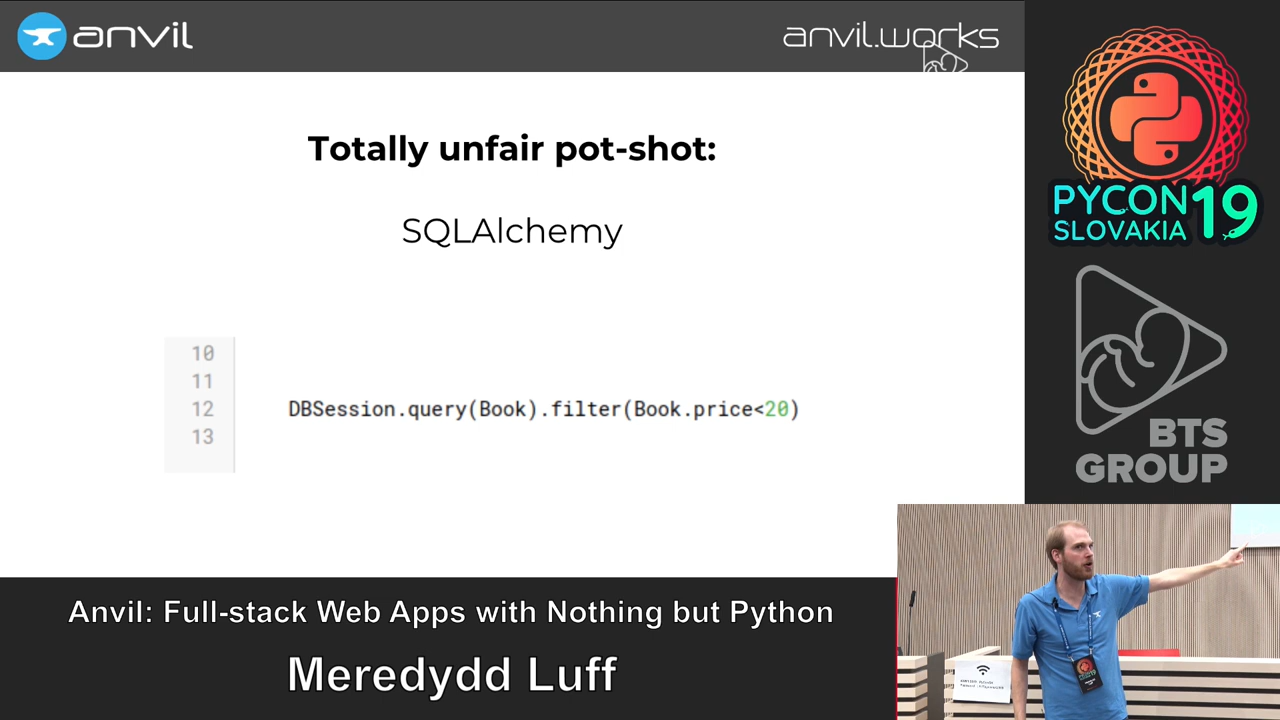 anvil
anvil.works
Totally unfair pot-shot:
SQLAlchemy
10
11
12 DBSession.query(Book).filter(Book.price<20)
13
PYCON 19
SLOVAKIA
BTS
GROUP
Anvil: Full-stack Web Apps with Nothing but Python
Meredydd Luff